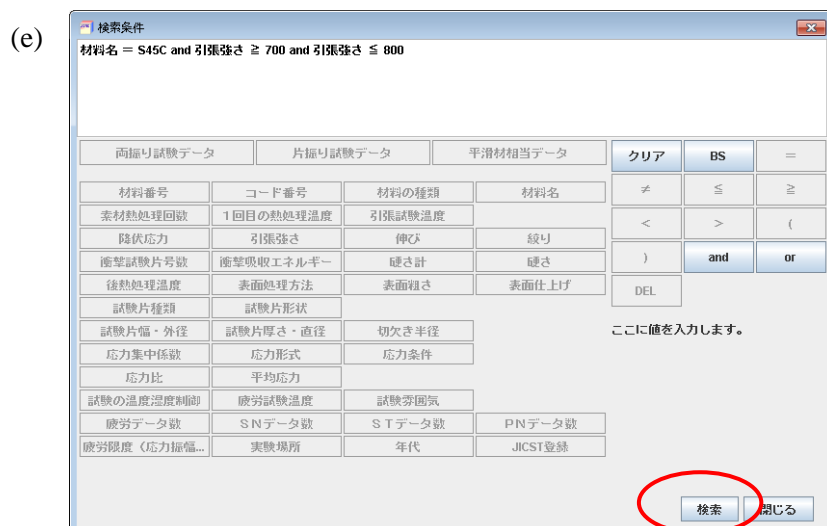 (e)
検索条件
材料名 ＝ S45C and 引張強さ ≧ 700 and 引張強さ ≦ 800
両振り試験データ 片振り試験データ 平滑材相当データ
クリア BS ＝
材料番号 コード番号 材料の種類 材料名
≠ ≦ ≧
素材熱処理回数 1回目の熱処理温度 引張試験温度
＜ ＞ (
降伏応力 引張強さ 伸び 絞り
衝撃試験片号数 衝撃吸収エネルギー 硬さ計 硬さ
) and or
後熱処理温度 表面処理方法 表面粗さ 表面仕上げ
DEL
試験片種類 試験片形状
試験片幅・外径 試験片厚さ・直径 切欠き半径
ここに値を入力します。
応力集中係数 応力形式 応力条件
応力比 平均応力
試験の温度湿度制御 疲労試験温度 試験雰囲気
疲労データ数 ＳＮデータ数 ＳＴデータ数 ＰＮデータ数
疲労限度（応力振幅... 実験場所 年代 JICST登録
検索 閉じる